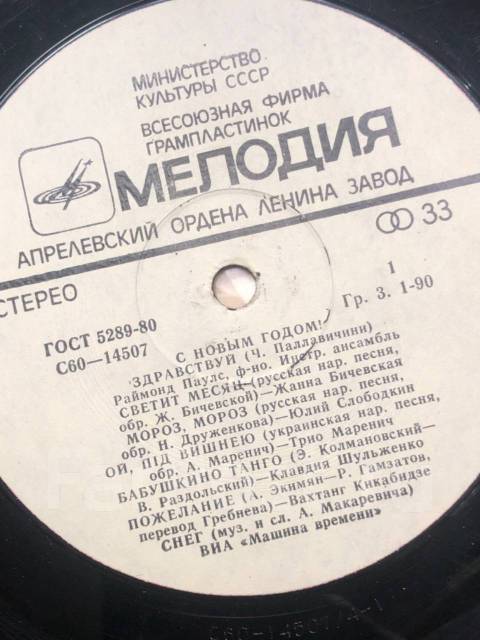 МИНИСТЕРСТВО
КУЛЬТУРЫ СССР
ВСЕСОЮЗНАЯ ФИРМА
ГРАМПЛАСТИНОК
МЕЛОДИЯ
АПРЕЛЕВСКИЙ ОРДЕНА ЛЕНИНА ЗАВОД
СТЕРЕО
33
ГОСТ 5289-80
С60—14507
1
Гр. 3. 1-90
С НОВЫМ ГОДОМ!
ЗДРАВСТВУЙ (Ч. Паллавичини)
Раймонд Паулс, ф-но. Инстр. ансамбль
СВЕТИТ МЕСЯЦ (русская нар. песня,
обр. Ж. Бичевской)—Жанна Бичевская
МОРОЗ, МОРОЗ (русская нар. песня,
обр. Н. Друженкова)—Юлий Слободкин
ОЙ, ПІД ВИШНЕЮ (украинская нар. песня,
обр. А. Маренич)—Трио Маренич
БАБУШКИНО ТАНГО (Э. Колмановский—
В. Раздольский)—Клавдия Шульженко
ПОЖЕЛАНИЕ (А. Экимян—Р. Гамзатов,
перевод Гребнева)—Вахтанг Кикабидзе
СНЕГ (муз. и сл. А. Макаревича)
ВИА «Машина времени»